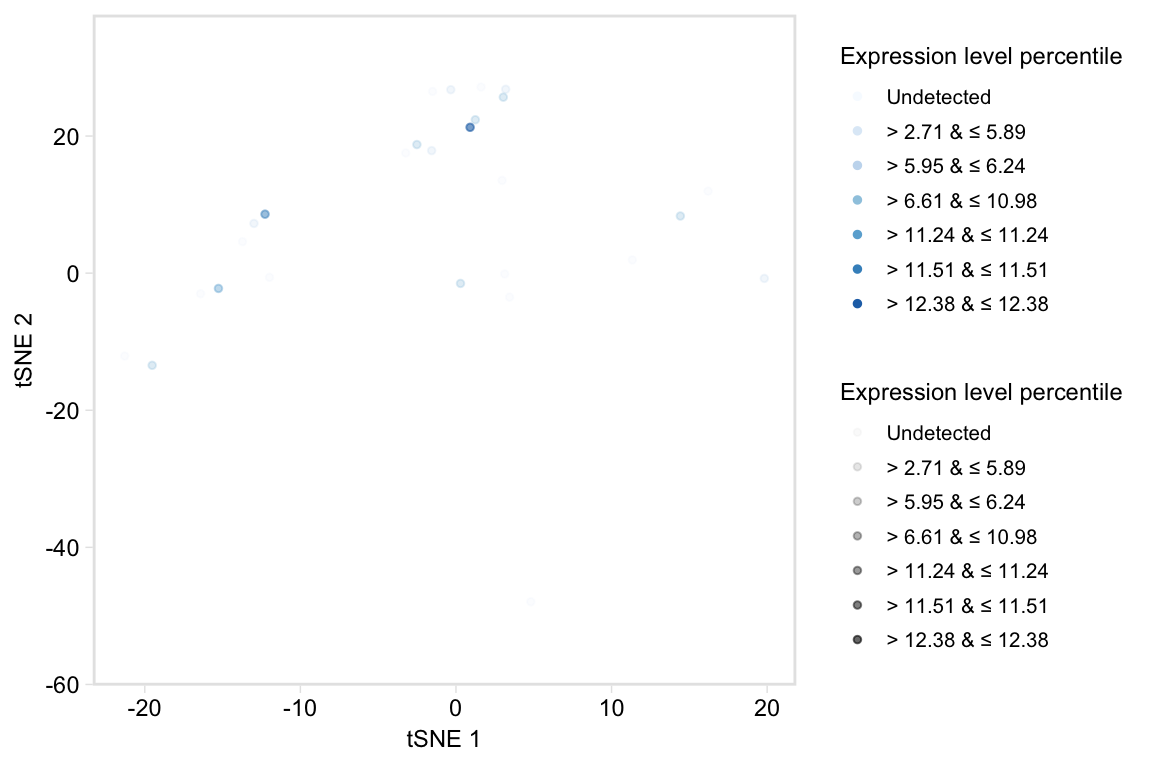 Expression level percentile
Undetected
> 2.71 & ≤ 5.89
> 5.95 & ≤ 6.24
> 6.61 & ≤ 10.98
> 11.24 & ≤ 11.24
> 11.51 & ≤ 11.51
> 12.38 & ≤ 12.38
Expression level percentile
Undetected
> 2.71 & ≤ 5.89
> 5.95 & ≤ 6.24
> 6.61 & ≤ 10.98
> 11.24 & ≤ 11.24
> 11.51 & ≤ 11.51
> 12.38 & ≤ 12.38
tSNE 2
20
0
-20
-40
-60
-20 -10 0 10 20
tSNE 1